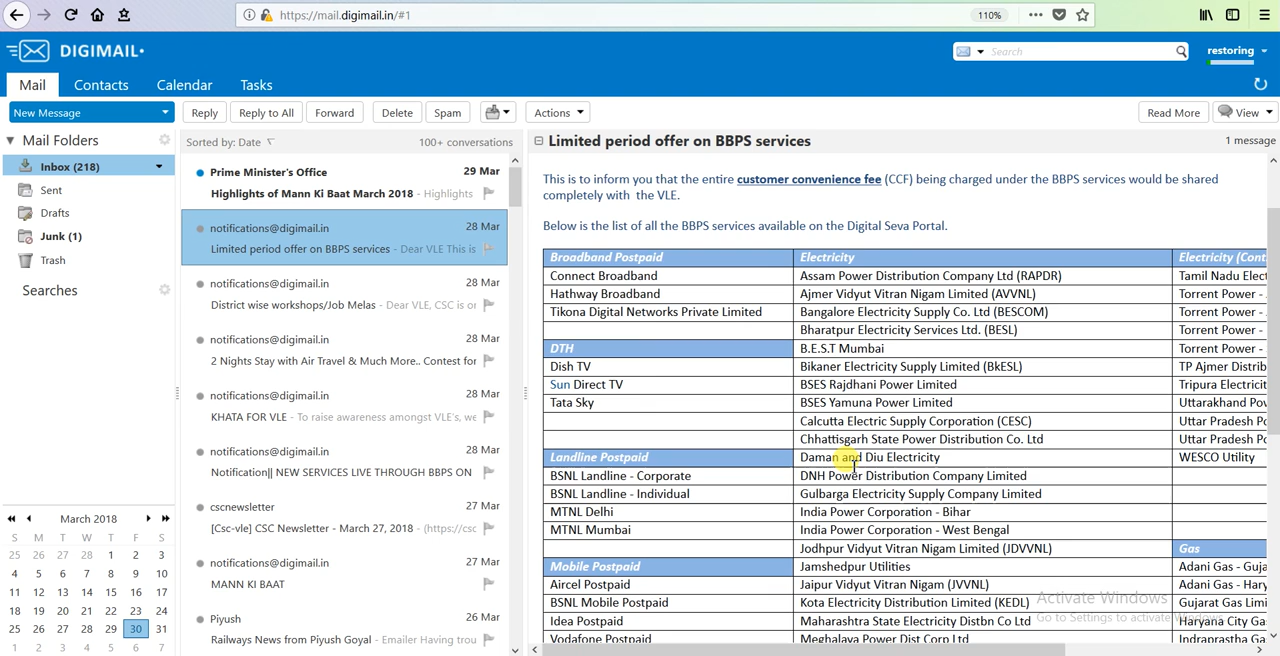 https://mail.digimail.in/#1
110%
DIGIMAIL
Search
restoring
Mail Contacts Calendar Tasks
New Message
Reply Reply to All Forward Delete Spam Actions Read More View
Mail Folders
Inbox (218)
Sent
Drafts
Junk (1)
Trash
Searches
March 2018
S M T W T F S
25 26 27 28 1 2 3
4 5 6 7 8 9 10
11 12 13 14 15 16 17
18 19 20 21 22 23 24
25 26 27 28 29 30 31
1 2 3 4 5 6 7
Sorted by: Date 100+ conversations
Prime Minister's Office 29 Mar
Highlights of Mann Ki Baat March 2018 - Highlights
notifications@digimail.in 28 Mar
Limited period offer on BBPS services - Dear VLE This is
notifications@digimail.in 28 Mar
District wise workshops/Job Melas - Dear VLE, CSC is or
notifications@digimail.in 28 Mar
2 Nights Stay with Air Travel & Much More.. Contest for
notifications@digimail.in 28 Mar
KHATA FOR VLE - To raise awareness amongst VLE's, we
notifications@digimail.in 28 Mar
Notification|| NEW SERVICES LIVE THROUGH BBPS ON
cscnewsletter 27 Mar
[Csc-vle] CSC Newsletter - March 27, 2018 - (https://csc
notifications@digimail.in 27 Mar
MANN KI BAAT
Piyush 26 Mar
Railways News from Piyush Goyal - Emailer Having trou
Limited period offer on BBPS services 1 message
This is to inform you that the entire customer convenience fee (CCF) being charged under the BBPS services would be shared
completely with the VLE.
Below is the list of all the BBPS services available on the Digital Seva Portal.
Broadband Postpaid Electricity Electricity (Cont
Connect Broadband Assam Power Distribution Company Ltd (RAPDR) Tamil Nadu Elect
Hathway Broadband Ajmer Vidyut Vitran Nigam Limited (AVVNL) Torrent Power -
Tikona Digital Networks Private Limited Bangalore Electricity Supply Co. Ltd (BESCOM) Torrent Power -
Bharatpur Electricity Services Ltd. (BESL) Torrent Power -
DTH B.E.S.T Mumbai Torrent Power -
Dish TV Bikaner Electricity Supply Limited (BkESL) TP Ajmer Distrib
Sun Direct TV BSES Rajdhani Power Limited Tripura Electricit
Tata Sky BSES Yamuna Power Limited Uttarakhand Pov
Calcutta Electric Supply Corporation (CESC) Uttar Pradesh Po
Chhattisgarh State Power Distribution Co. Ltd Uttar Pradesh Po
Landline Postpaid Daman and Diu Electricity WESCO Utility
BSNL Landline - Corporate DNH Power Distribution Company Limited
BSNL Landline - Individual Gulbarga Electricity Supply Company Limited
MTNL Delhi India Power Corporation - Bihar
MTNL Mumbai India Power Corporation - West Bengal
Jodhpur Vidyut Vitran Nigam Limited (JDVVNL) Gas
Mobile Postpaid Jamshedpur Utilities Adani Gas - Guja
Aircel Postpaid Jaipur Vidyut Vitran Nigam (JVVNL) Adani Gas - Hary
BSNL Mobile Postpaid Kota Electricity Distribution Limited (KEDL) Gujarat Gas Limi
Idea Postpaid Maharashtra State Electricity Distbn Co Ltd Haryana City Ga
Vodafone Postpaid Meghalaya Power Dist Corp Ltd Indraprastha Ga
Activate Windows
Go to Settings to activate Windows.